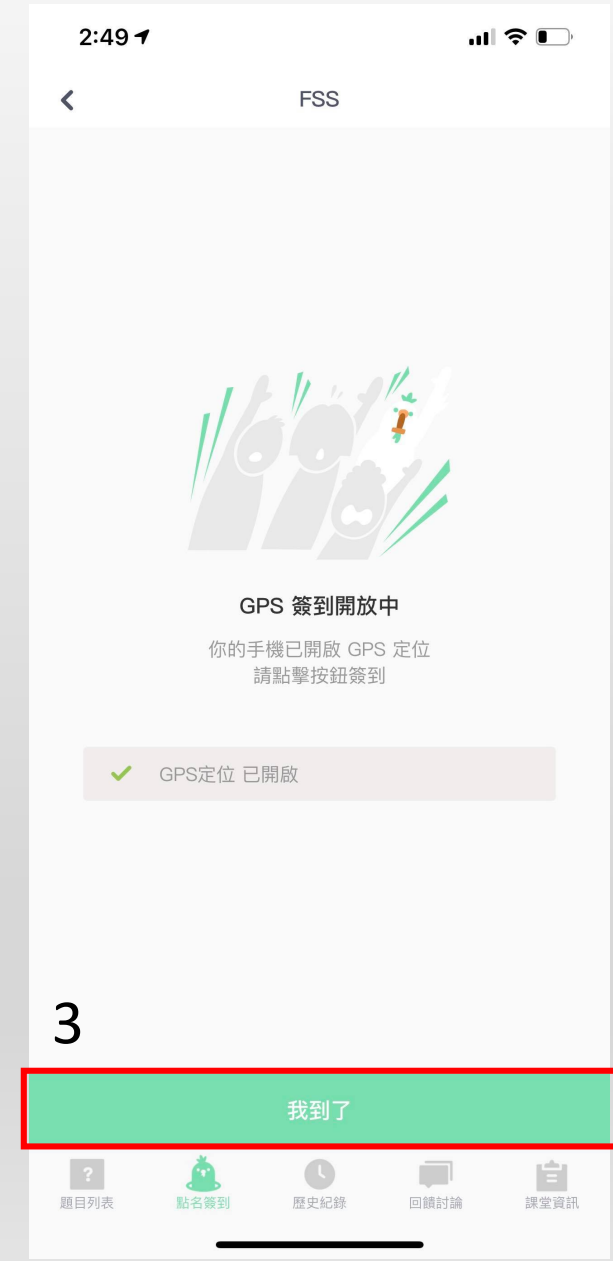 2:49
FSS
GPS 簽到開放中
你的手機已開啟 GPS 定位
請點擊按鈕簽到
GPS定位 已開啟
3
我到了
?
題目列表 點名簽到 歷史紀錄 回饋討論 課堂資訊